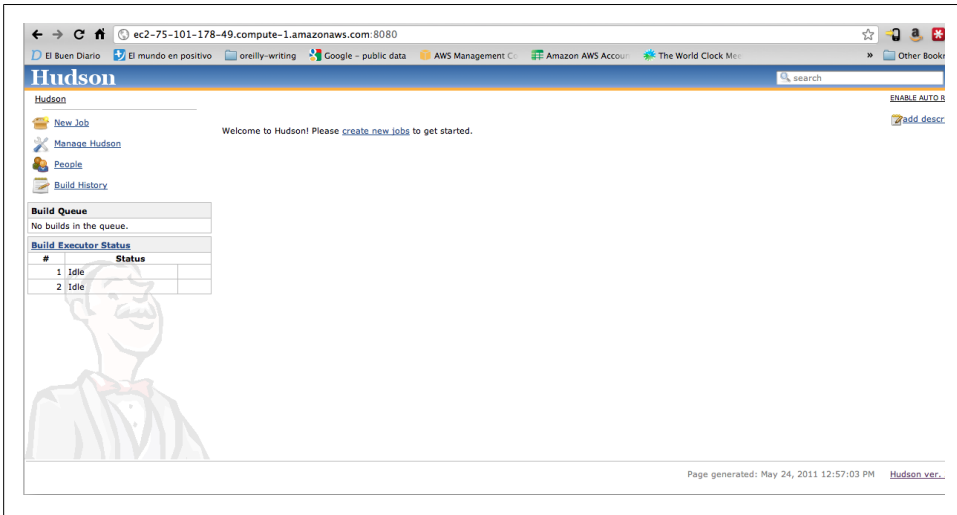 ec2-75-101-178-49.compute-1.amazonaws.com:8080
El Buen Diario El mundo en positivo oreilly-writing Google – public data AWS Management Amazon AWS Accoun The World Clock » Other Bookr
Hudson
search
Hudson
ENABLE AUTO R
New Job
add descr
Welcome to Hudson! Please create new jobs to get started.
Manage Hudson
People
Build History
Build Queue
No builds in the queue.
Build Executor Status
# Status
1 Idle
2 Idle
Page generated: May 24, 2011 12:57:03 PM Hudson ver.